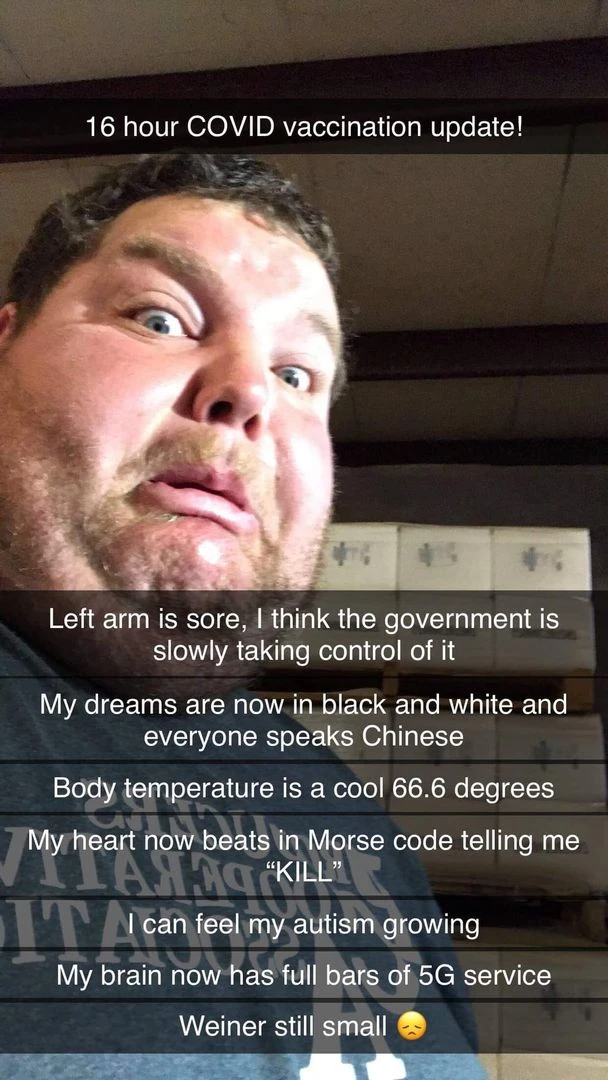 16 hour COVID vaccination update!
Left arm is sore, I think the government is
slowly taking control of it
My dreams are now in black and white and
everyone speaks Chinese
Body temperature is a cool 66.6 degrees
My heart now beats in Morse code telling me
“KILL”
I can feel my autism growing
My brain now has full bars of 5G service
Weiner still small 😞